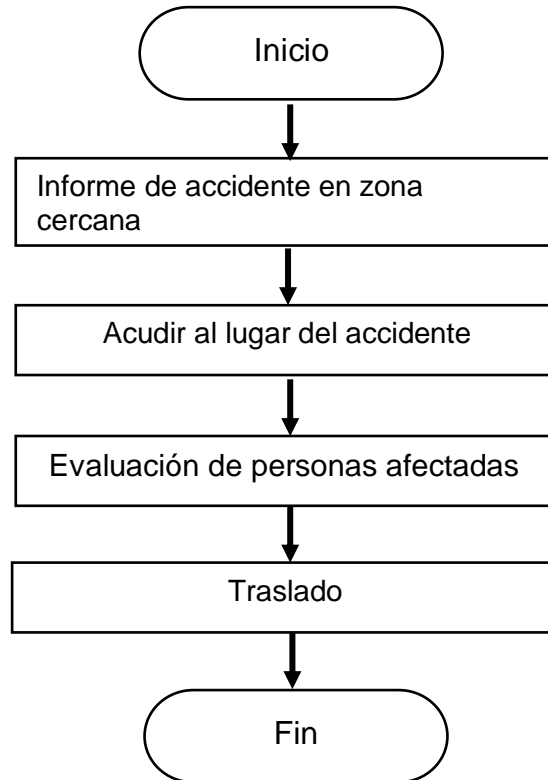 Inicio
Informe de accidente en zona
cercana
Acudir al lugar del accidente
Evaluación de personas afectadas
Traslado
Fin